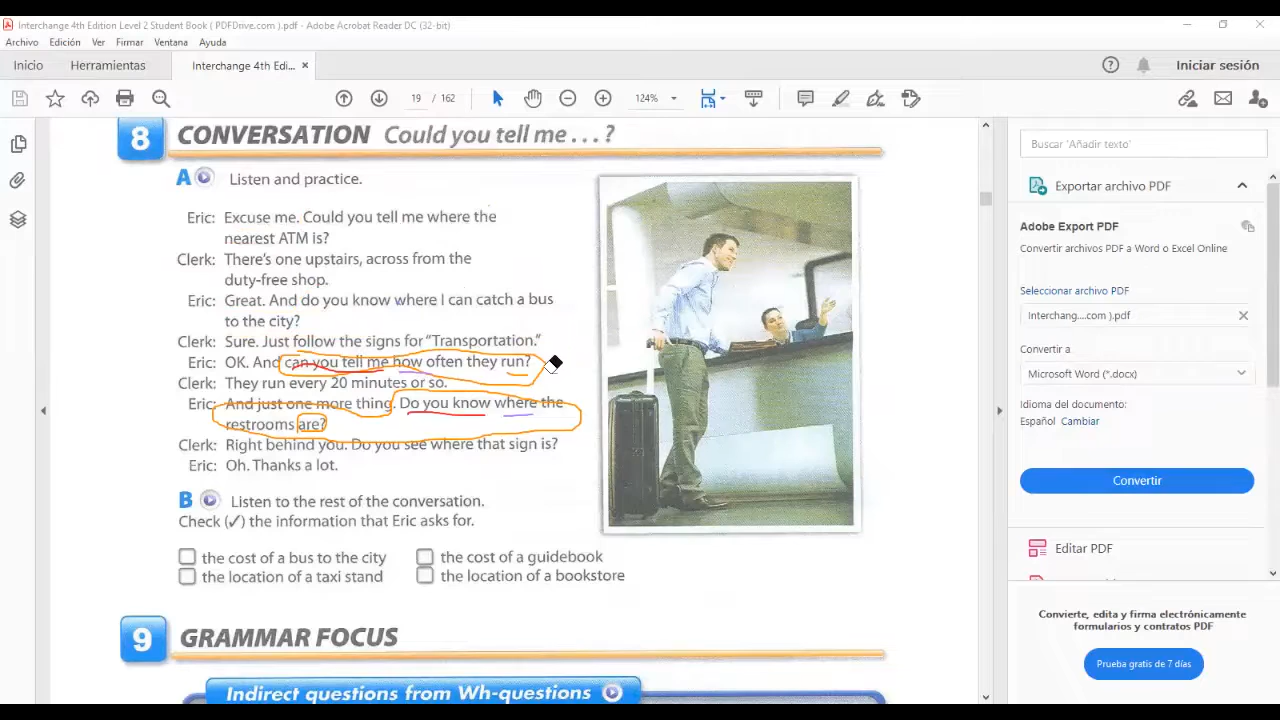 Interchange 4th Edition Level 2 Student Book ( PDFDrive.com ).pdf - Adobe Acrobat Reader DC (32-bit)
Archivo Edición Ver Firmar Ventana Ayuda
Inicio Herramientas Interchange 4th Edi... × Iniciar sesión
19 / 162 124%
8 CONVERSATION Could you tell me . . . ?
A Listen and practice.
Eric: Excuse me. Could you tell me where the
nearest ATM is?
Clerk: There's one upstairs, across from the
duty-free shop.
Eric: Great. And do you know where I can catch a bus
to the city?
Clerk: Sure. Just follow the signs for "Transportation."
Eric: OK. And can you tell me how often they run?
Clerk: They run every 20 minutes or so.
Eric: And just one more thing. Do you know where the
restrooms are?
Clerk: Right behind you. Do you see where that sign is?
Eric: Oh. Thanks a lot.
B Listen to the rest of the conversation.
Check (✓) the information that Eric asks for.
the cost of a bus to the city the cost of a guidebook
the location of a taxi stand the location of a bookstore
9 GRAMMAR FOCUS
Indirect questions from Wh-questions
Buscar 'Añadir texto'
Exportar archivo PDF
Adobe Export PDF
Convertir archivos PDF a Word o Excel Online
Seleccionar archivo PDF
Interchang....com ).pdf
Convertir a
Microsoft Word (*.docx)
Idioma del documento:
Español Cambiar
Convertir
Editar PDF
Convierte, edita y firma electrónicamente
formularios y contratos PDF
Prueba gratis de 7 días